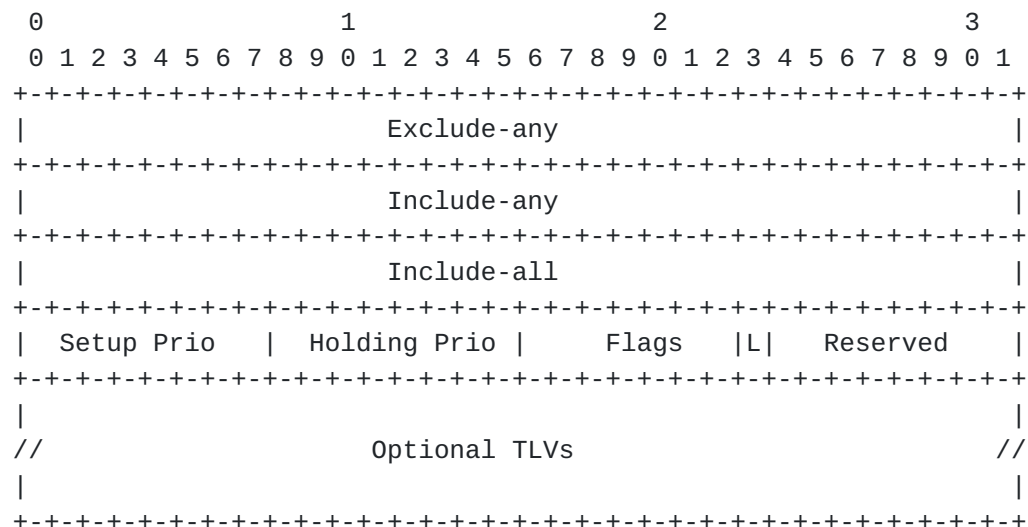 0                   1                   2                   3
 0 1 2 3 4 5 6 7 8 9 0 1 2 3 4 5 6 7 8 9 0 1 2 3 4 5 6 7 8 9 0 1
+-+-+-+-+-+-+-+-+-+-+-+-+-+-+-+-+-+-+-+-+-+-+-+-+-+-+-+-+-+-+-+-+
|                       Exclude-any                             |
+-+-+-+-+-+-+-+-+-+-+-+-+-+-+-+-+-+-+-+-+-+-+-+-+-+-+-+-+-+-+-+-+
|                       Include-any                             |
+-+-+-+-+-+-+-+-+-+-+-+-+-+-+-+-+-+-+-+-+-+-+-+-+-+-+-+-+-+-+-+-+
|                       Include-all                             |
+-+-+-+-+-+-+-+-+-+-+-+-+-+-+-+-+-+-+-+-+-+-+-+-+-+-+-+-+-+-+-+-+
|  Setup Prio   |  Holding Prio |     Flags   |L|   Reserved    |
+-+-+-+-+-+-+-+-+-+-+-+-+-+-+-+-+-+-+-+-+-+-+-+-+-+-+-+-+-+-+-+-+
|                                                               |
//                     Optional TLVs                           //
|                                                               |
+-+-+-+-+-+-+-+-+-+-+-+-+-+-+-+-+-+-+-+-+-+-+-+-+-+-+-+-+-+-+-+-+